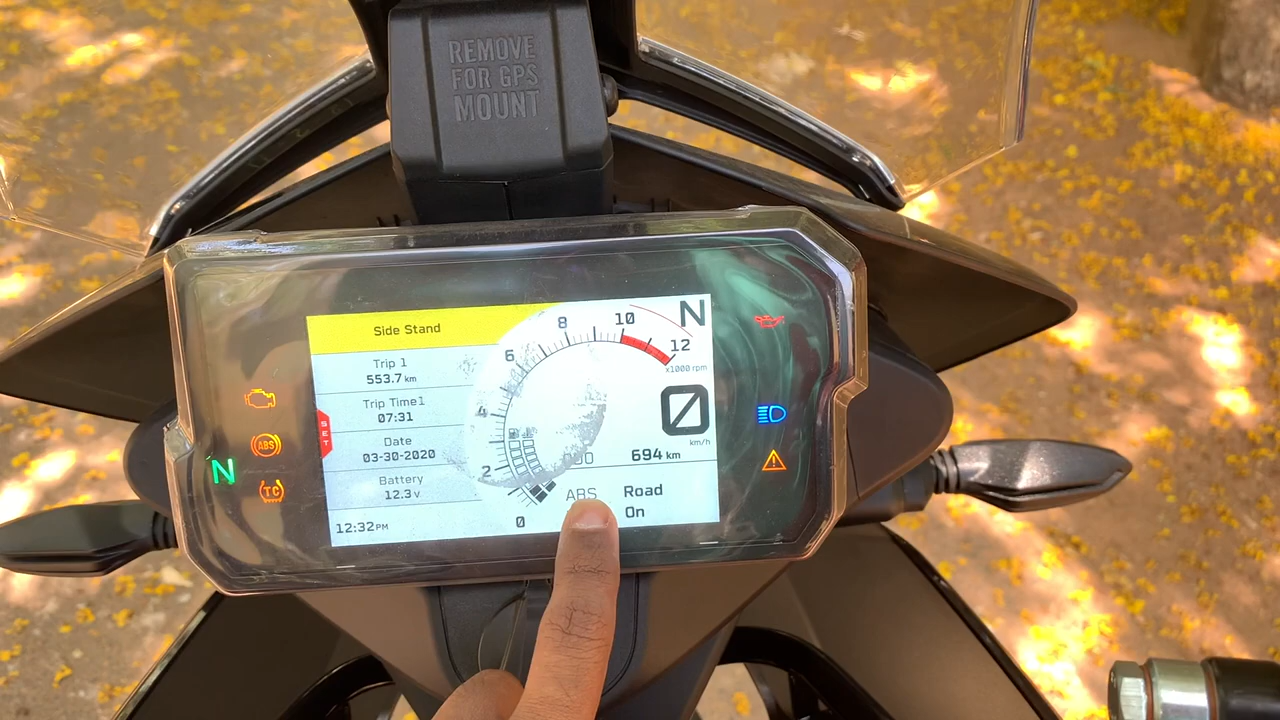 REMOVE
FOR GPS
MOUNT
Side Stand
Trip 1
553.7 km
Trip Time1
07:31
Date
03-30-2020
Battery
12.3 v
12:32 PM
SET
0
2
4
6
8
10
12
x1000 rpm
N
0
km/h
694 km
ABS
Road
On
N
ABS
TC